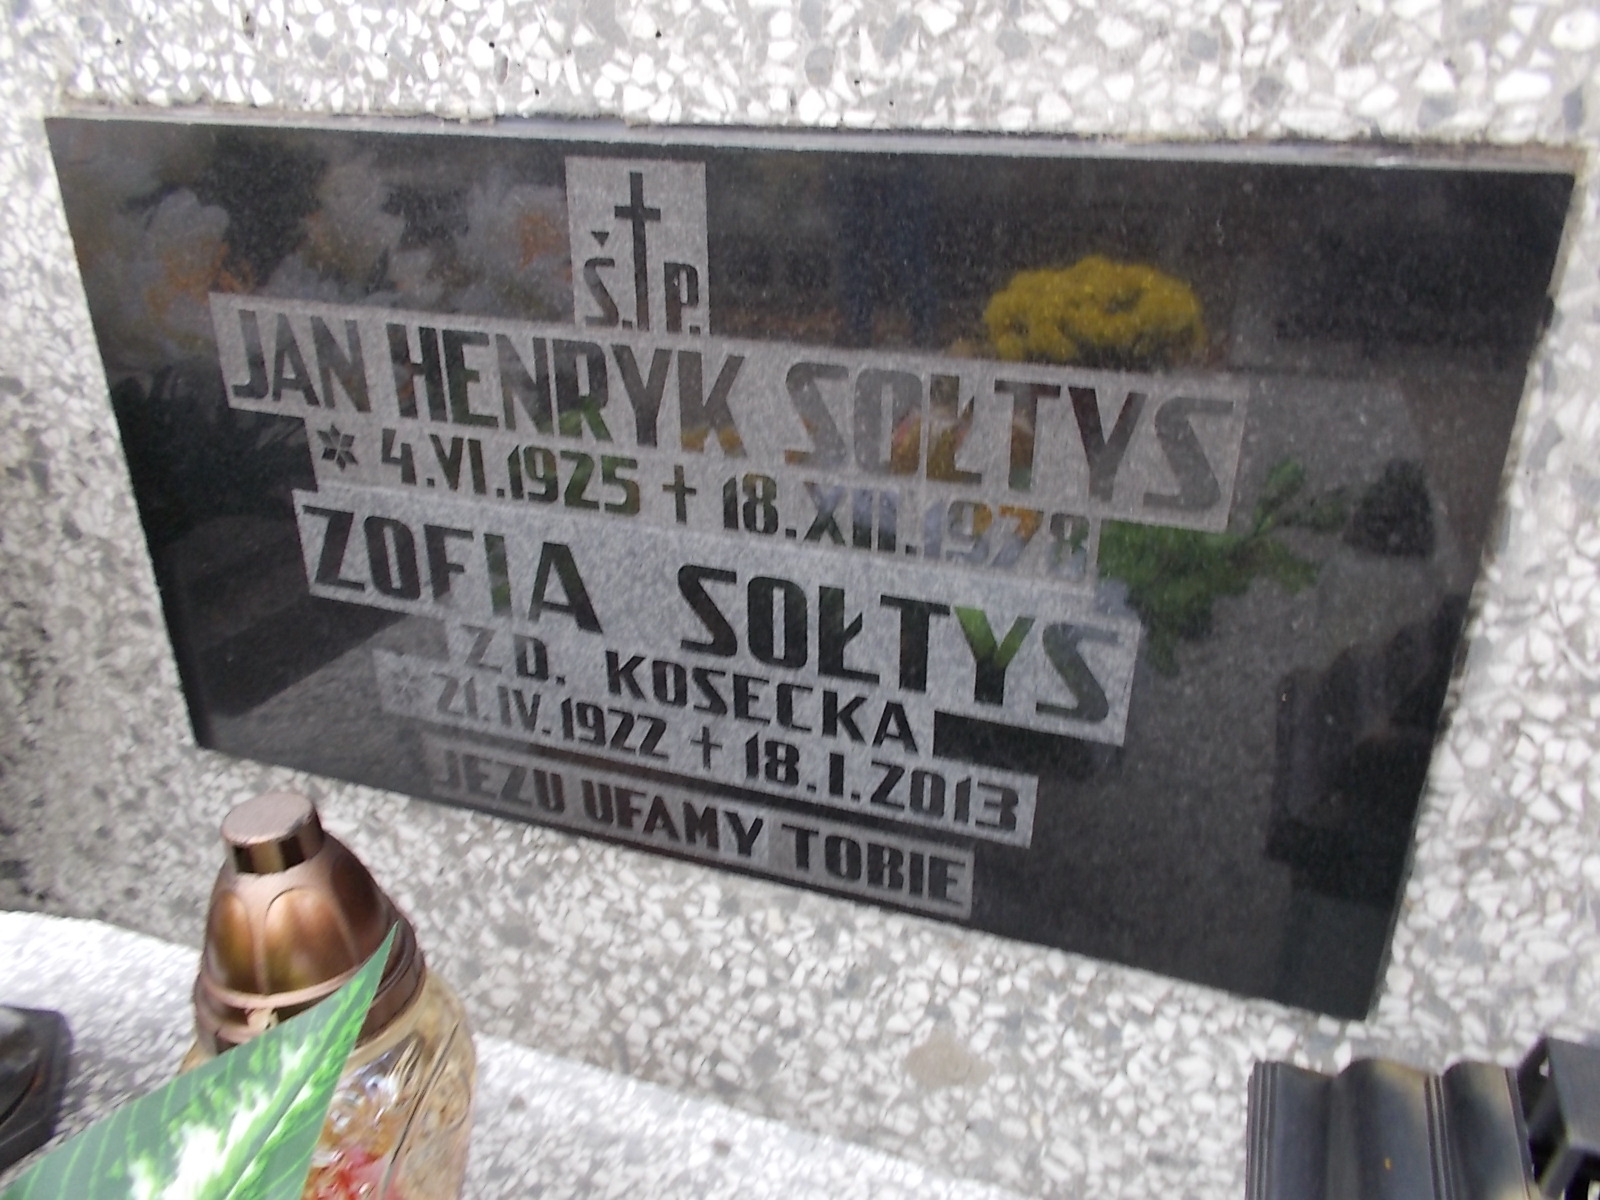 Ś. P.
JAN HENRYK SOŁTYS
* 4.VI.1925 † 18.XII.1978
ZOFIA SOŁTYS
Z D. KOSECKA
* 21.IV.1922 † 18.I.2013
JEZU UFAMY TOBIE